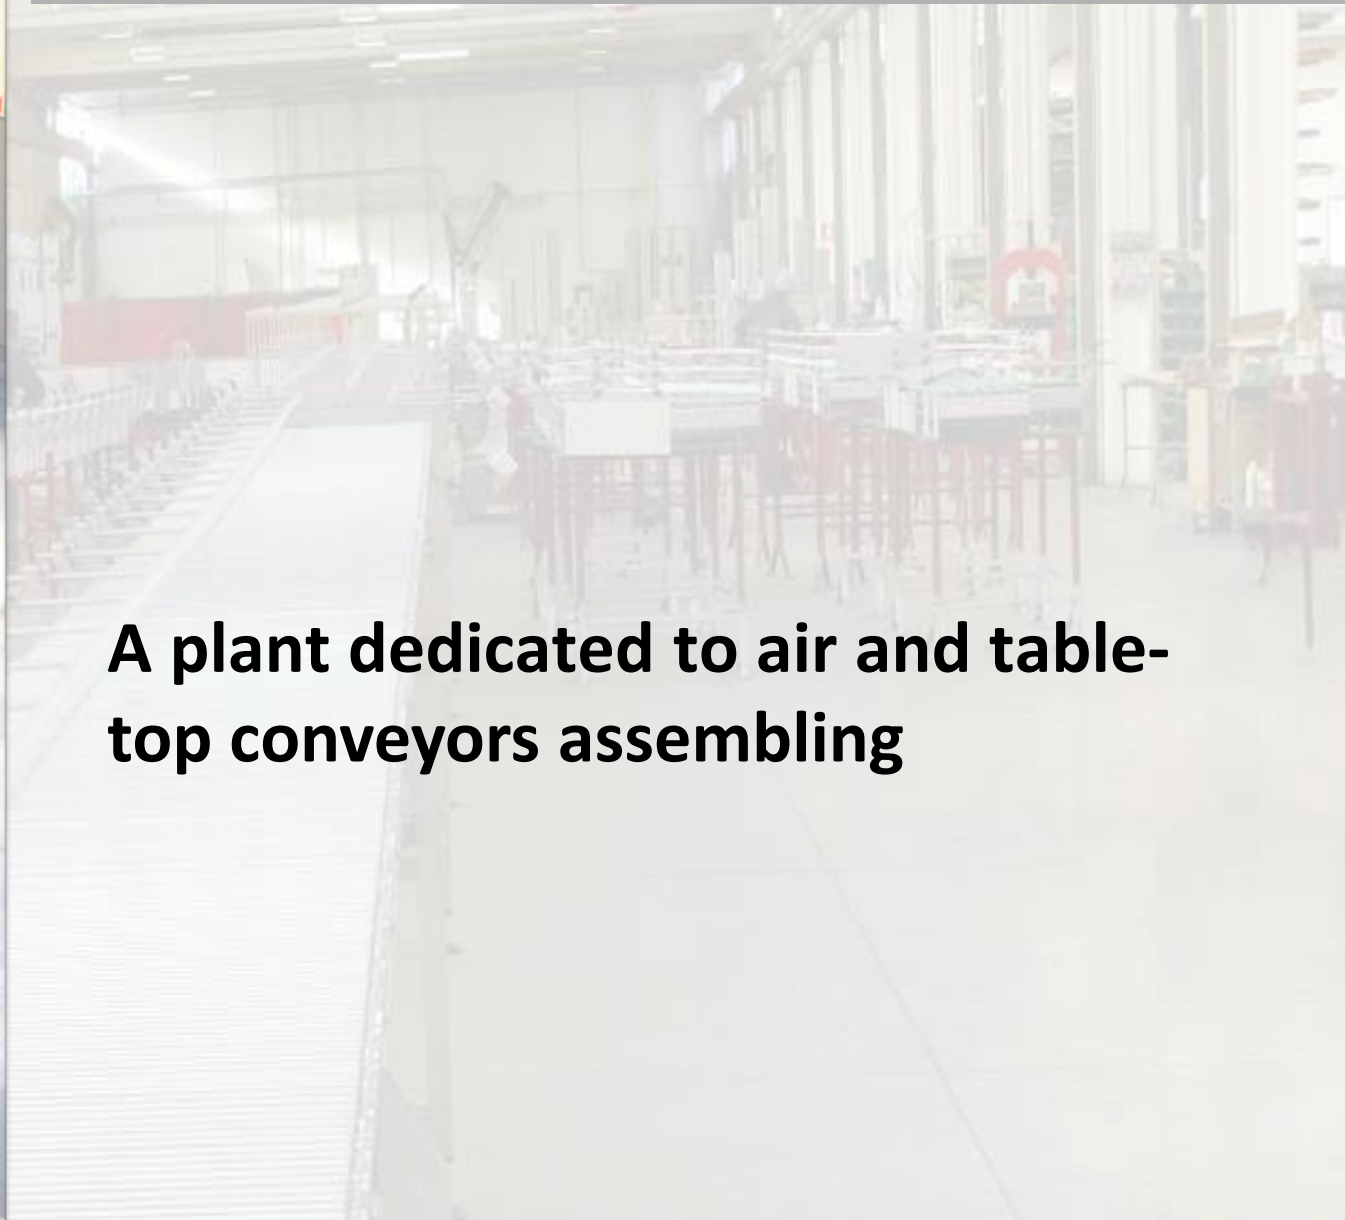 A plant dedicated to air and table-
top conveyors assembling